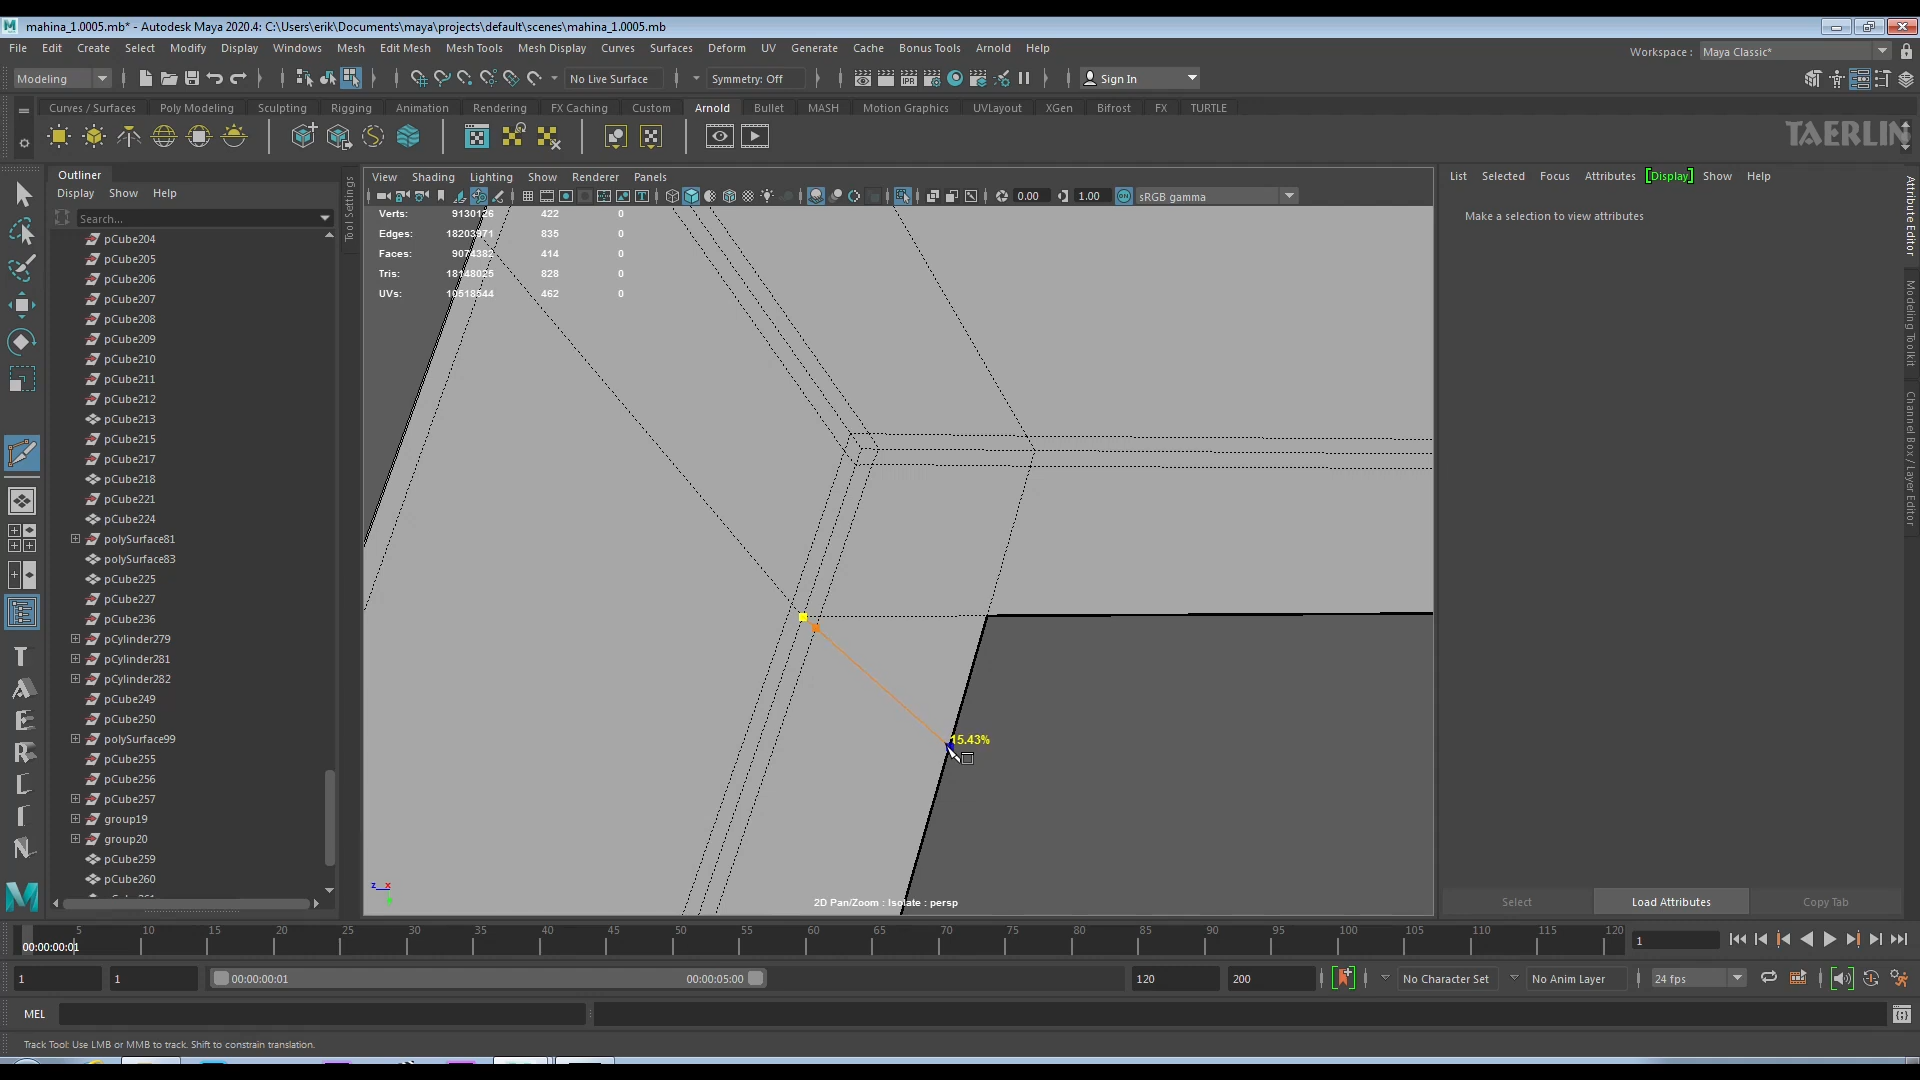 mahina_1.0005.mb* - Autodesk Maya 2020.4: C:\Users\erik\Documents\maya\projects\default\scenes\mahina_1.0005.mb
File Edit Create Select Modify Display Windows Mesh Edit Mesh Mesh Tools Mesh Display Curves Surfaces Deform UV Generate Cache Bonus Tools Arnold Help
Workspace : Maya Classic*
Modeling No Live Surface Symmetry: Off Sign In
Curves / Surfaces Poly Modeling Sculpting Rigging Animation Rendering FX Caching Custom Arnold Bullet MASH Motion Graphics UVLayout XGen Bifrost FX TURTLE
TAERLIN
Outliner
Display Show Help
Search...
pCube204
pCube205
pCube206
pCube207
pCube208
pCube209
pCube210
pCube211
pCube212
pCube213
pCube215
pCube217
pCube218
pCube221
pCube224
polySurface81
polySurface83
pCube225
pCube227
pCube236
pCylinder279
pCylinder281
pCylinder282
pCube249
pCube250
polySurface99
pCube255
pCube256
pCube257
group19
group20
pCube259
pCube260
Tool Settings
View Shading Lighting Show Renderer Panels
0.00 1.00 sRGB gamma
Verts: 9130126 422 0
Edges: 18203971 835 0
Faces: 9074382 414 0
Tris: 18148025 828 0
UVs: 10518544 462 0
15.43%
z x
2D Pan/Zoom : Isolate : persp
List Selected Focus Attributes [Display] Show Help
Make a selection to view attributes
Select Load Attributes Copy Tab
Attribute Editor
Modeling Toolkit
Channel Box / Layer Editor
5 10 15 20 25 30 35 40 45 50 55 60 65 70 75 80 85 90 95 100 105 110 115 120
00:00:00:01
1
1 1 00:00:00:01 00:00:05:00 120 200 No Character Set No Anim Layer 24 fps
MEL
Track Tool: Use LMB or MMB to track. Shift to constrain translation.